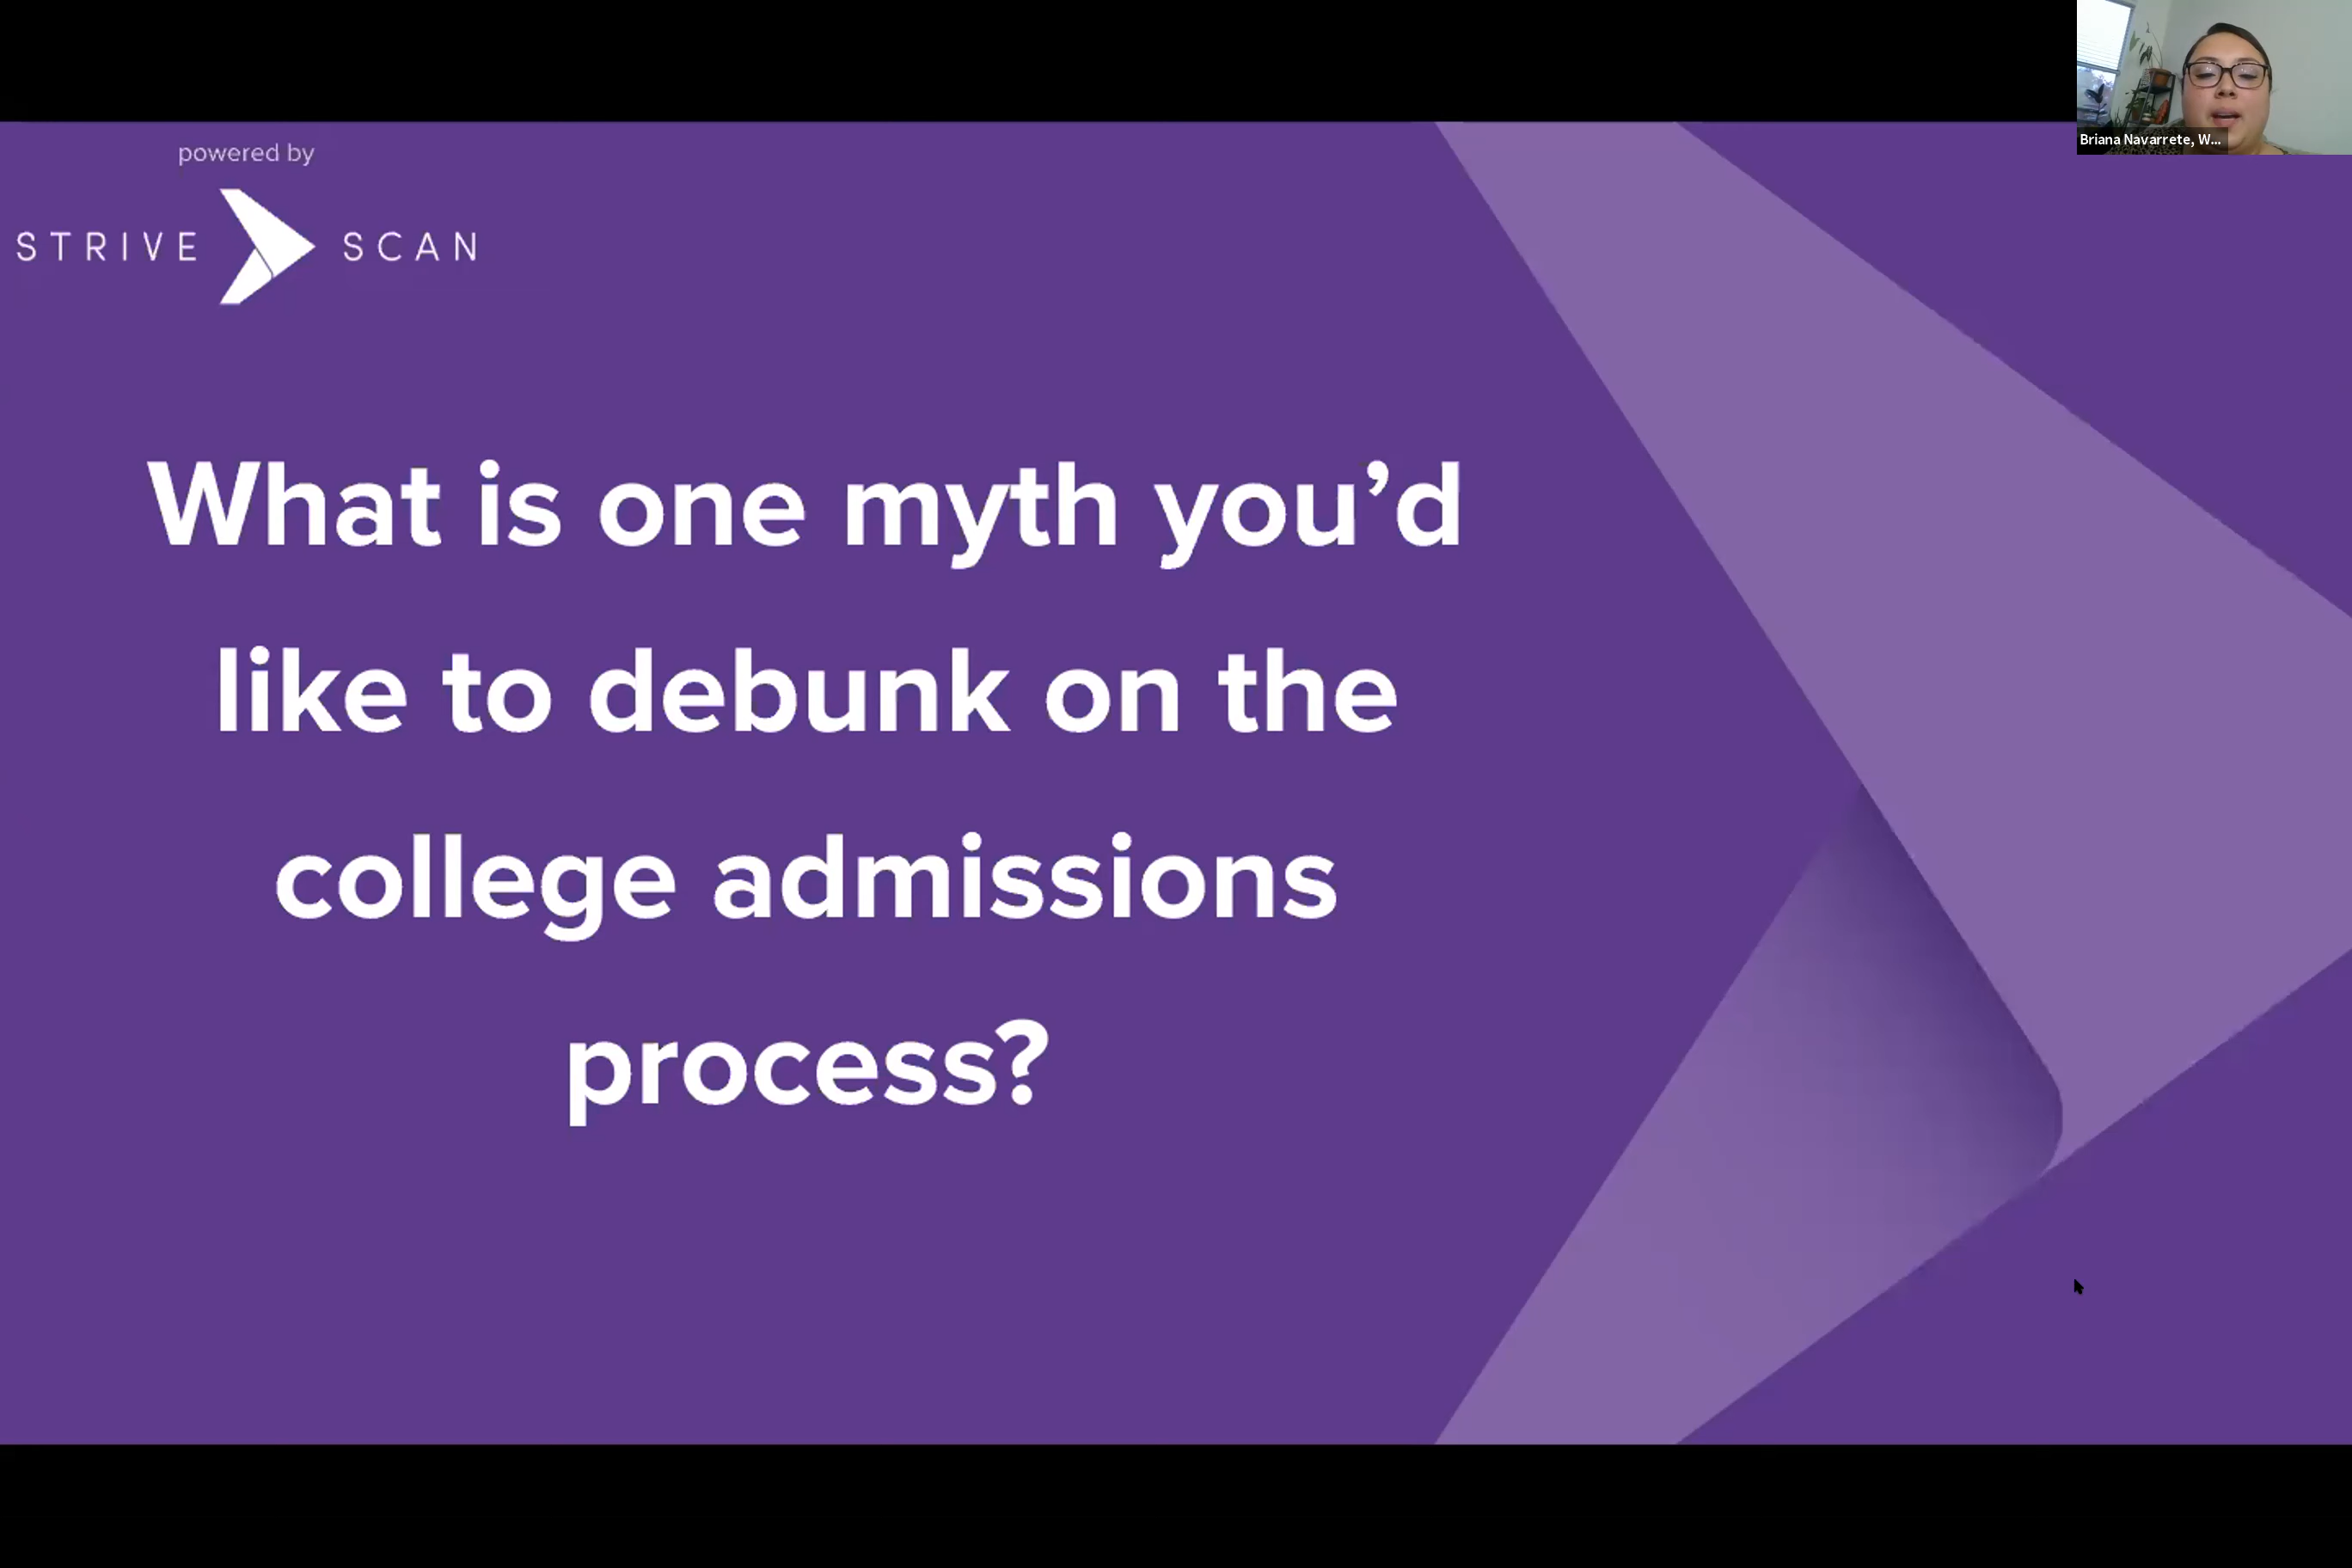 powered by
STRIVE SCAN
What is one myth you’d
like to debunk on the
college admissions
process?
Briana Navarrete, W...